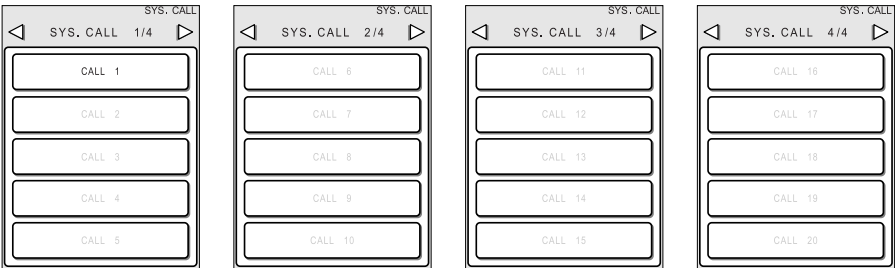 SYS. CALL
SYS. CALL 1/4
CALL 1
CALL 2
CALL 3
CALL 4
CALL 5
SYS. CALL
SYS. CALL 2/4
CALL 6
CALL 7
CALL 8
CALL 9
CALL 10
SYS. CALL
SYS. CALL 3/4
CALL 11
CALL 12
CALL 13
CALL 14
CALL 15
SYS. CALL
SYS. CALL 4/4
CALL 16
CALL 17
CALL 18
CALL 19
CALL 20